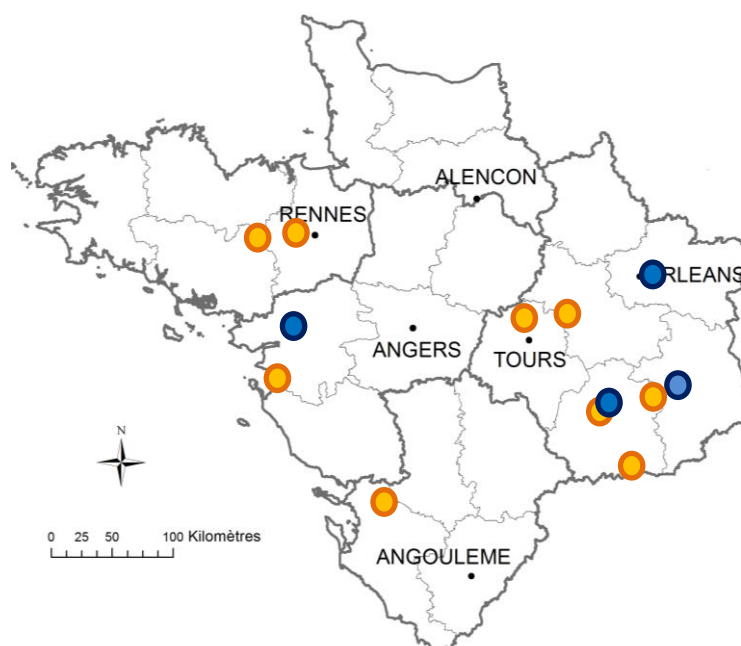 ALENCON
RENNES
RLEANS
ANGERS
TOURS
N
0 25 50 100 Kilomètres
ANGOULEME